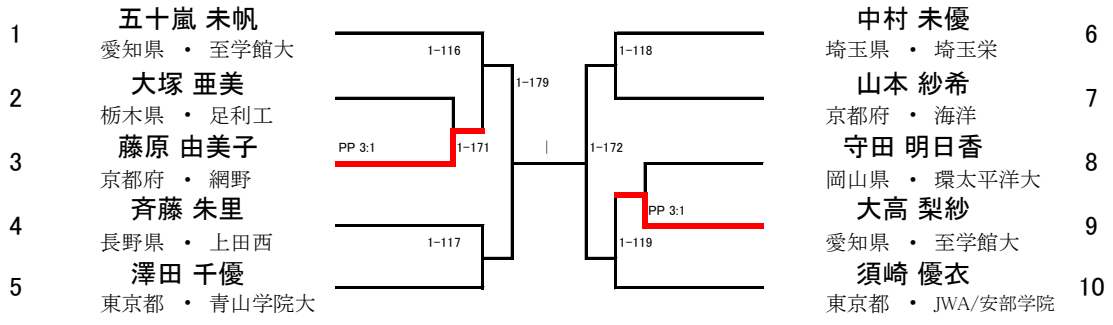 1
五十嵐 未帆
愛知県 ・ 至学館大
2
大塚 亜美
栃木県 ・ 足利工
3
藤原 由美子
京都府 ・ 網野
4
斉藤 朱里
長野県 ・ 上田西
5
澤田 千優
東京都 ・ 青山学院大
1-116
1-179
PP 3:1
1-171
1-117
1-118
1-172
PP 3:1
1-119
中村 未優
6
埼玉県 ・ 埼玉栄
山本 紗希
7
京都府 ・ 海洋
守田 明日香
8
岡山県 ・ 環太平洋大
大高 梨紗
9
愛知県 ・ 至学館大
須崎 優衣
10
東京都 ・ JWA/安部学院